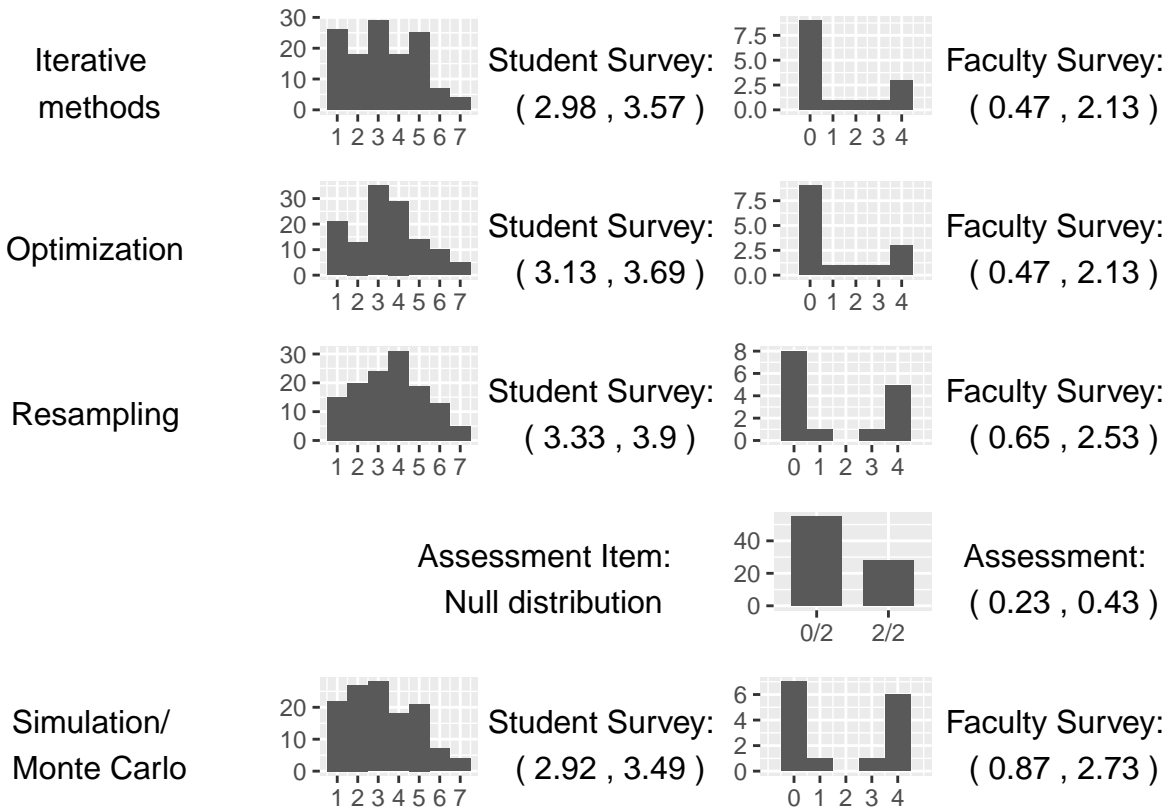 Iterative
methods
30
20
10
0
1 2 3 4 5 6 7
Student Survey:
( 2.98 , 3.57 )
7.5
5.0
2.5
0.0
0 1 2 3 4
Faculty Survey:
( 0.47 , 2.13 )
Optimization
30
20
10
0
1 2 3 4 5 6 7
Student Survey:
( 3.13 , 3.69 )
7.5
5.0
2.5
0.0
0 1 2 3 4
Faculty Survey:
( 0.47 , 2.13 )
Resampling
30
20
10
0
1 2 3 4 5 6 7
Student Survey:
( 3.33 , 3.9 )
8
6
4
2
0
0 1 2 3 4
Faculty Survey:
( 0.65 , 2.53 )
Assessment Item:
Null distribution
40
20
0
0/2 2/2
Assessment:
( 0.23 , 0.43 )
Simulation/
Monte Carlo
20
10
0
1 2 3 4 5 6 7
Student Survey:
( 2.92 , 3.49 )
6
4
2
0
0 1 2 3 4
Faculty Survey:
( 0.87 , 2.73 )